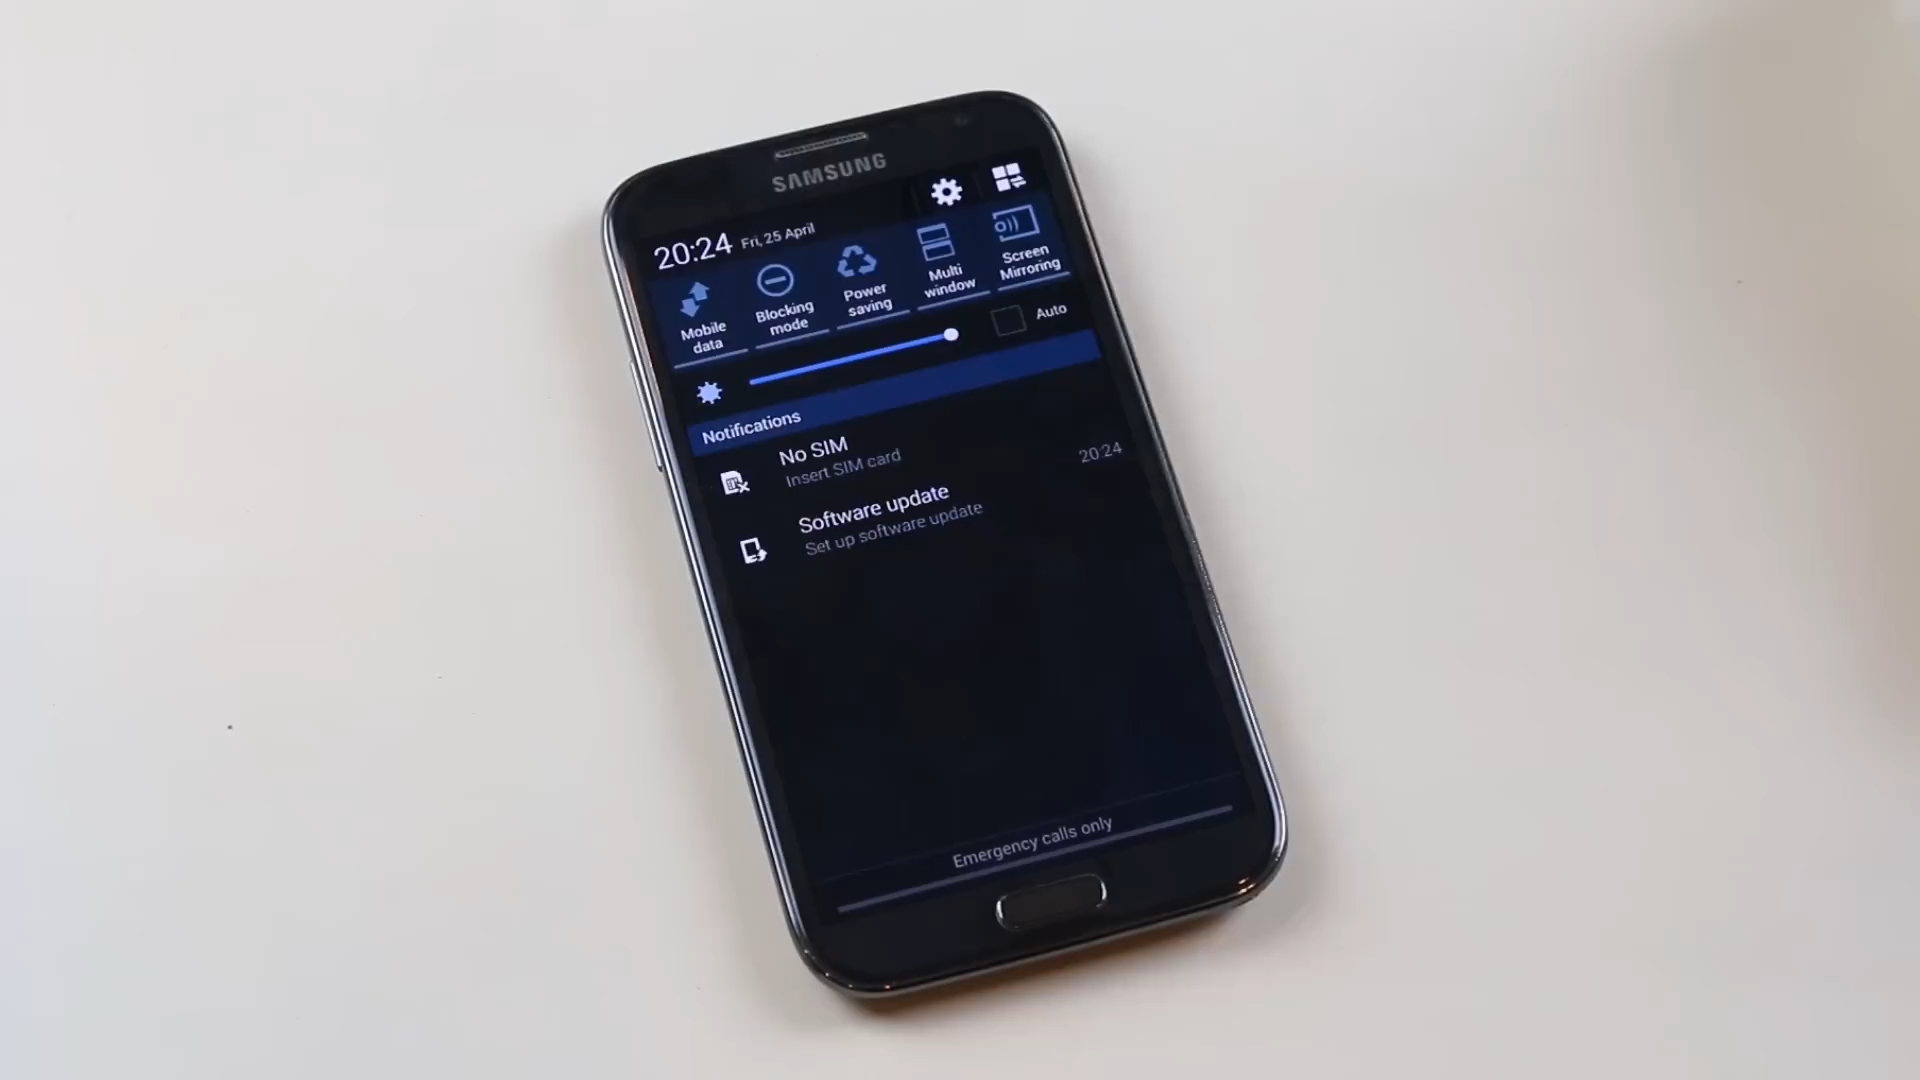 SAMSUNG
20:24 Fri, 25 April
Mobile
data
Blocking
mode
Power
saving
Multi
window
Screen
Mirroring
Auto
Notifications
No SIM
Insert SIM card
20:24
Software update
Set up software update
Emergency calls only